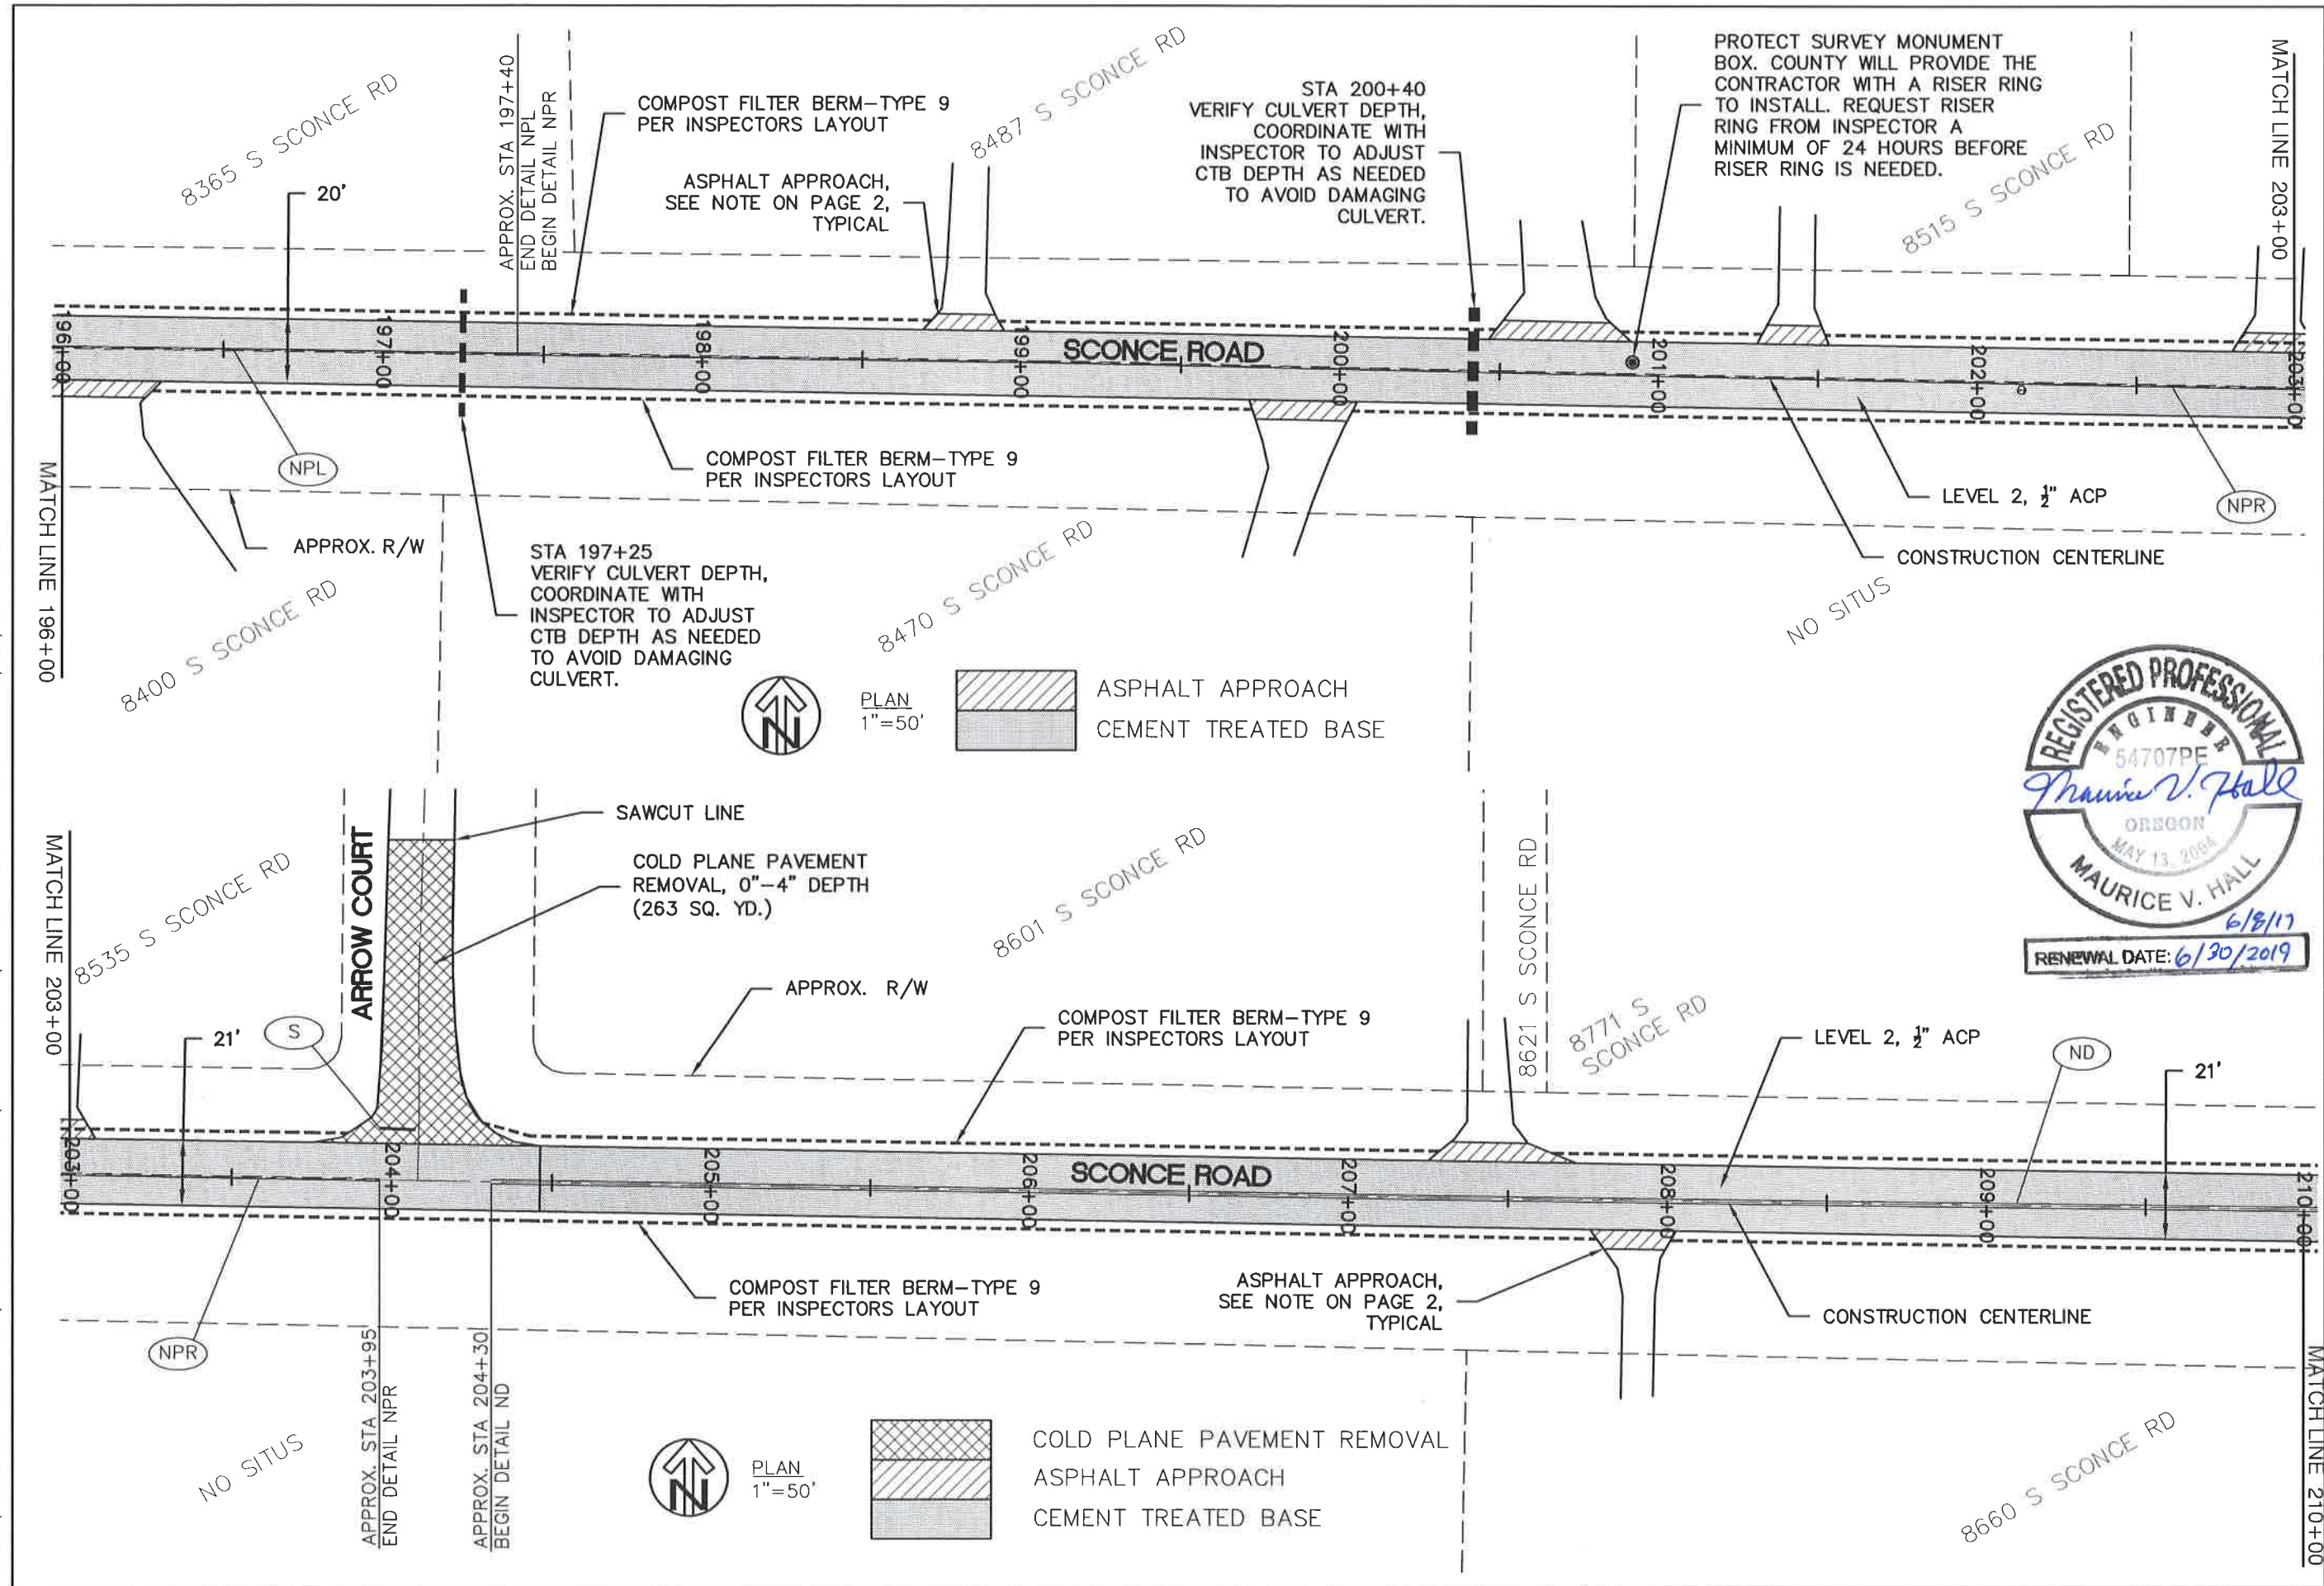 8365 S SCONCE RD
20'
APPROX. STA 197+40
END DETAIL NPL
BEGIN DETAIL NPR
COMPOST FILTER BERM-TYPE 9
PER INSPECTORS LAYOUT
ASPHALT APPROACH,
SEE NOTE ON PAGE 2,
TYPICAL
8487 S SCONCE RD
STA 200+40
VERIFY CULVERT DEPTH,
COORDINATE WITH
INSPECTOR TO ADJUST
CTB DEPTH AS NEEDED
TO AVOID DAMAGING
CULVERT.
PROTECT SURVEY MONUMENT
BOX. COUNTY WILL PROVIDE THE
CONTRACTOR WITH A RISER RING
TO INSTALL. REQUEST RISER
RING FROM INSPECTOR A
MINIMUM OF 24 HOURS BEFORE
RISER RING IS NEEDED.
8515 S SCONCE RD
MATCH LINE 203+00
196+00
197+00
198+00
199+00
SCONCE ROAD
200+00
201+00
202+00
203+00
MATCH LINE 196+00
NPL
APPROX. R/W
8400 S SCONCE RD
COMPOST FILTER BERM-TYPE 9
PER INSPECTORS LAYOUT
STA 197+25
VERIFY CULVERT DEPTH,
COORDINATE WITH
INSPECTOR TO ADJUST
CTB DEPTH AS NEEDED
TO AVOID DAMAGING
CULVERT.
8470 S SCONCE RD
LEVEL 2, ½" ACP
NPR
CONSTRUCTION CENTERLINE
NO SITUS
N
PLAN
1"=50'
ASPHALT APPROACH
CEMENT TREATED BASE
REGISTERED PROFESSIONAL
ENGINEER
54707PE
Maurice V. Hall
OREGON
MAY 13, 2094
MAURICE V. HALL
6/8/17
RENEWAL DATE: 6/30/2019
MATCH LINE 203+00
8535 S SCONCE RD
ARROW COURT
SAWCUT LINE
COLD PLANE PAVEMENT
REMOVAL, 0"-4" DEPTH
(263 SQ. YD.)
8601 S SCONCE RD
APPROX. R/W
21'
S
COMPOST FILTER BERM-TYPE 9
PER INSPECTORS LAYOUT
8621 S SCONCE RD
8771 S
SCONCE RD
LEVEL 2, ½" ACP
ND
21'
203+00
204+00
205+00
206+00
SCONCE ROAD
207+00
208+00
209+00
210+00
NPR
APPROX. STA 203+95
END DETAIL NPR
APPROX. STA 204+30
BEGIN DETAIL ND
COMPOST FILTER BERM-TYPE 9
PER INSPECTORS LAYOUT
ASPHALT APPROACH,
SEE NOTE ON PAGE 2,
TYPICAL
CONSTRUCTION CENTERLINE
MATCH LINE 210+00
NO SITUS
N
PLAN
1"=50'
COLD PLANE PAVEMENT REMOVAL
ASPHALT APPROACH
CEMENT TREATED BASE
8660 S SCONCE RD